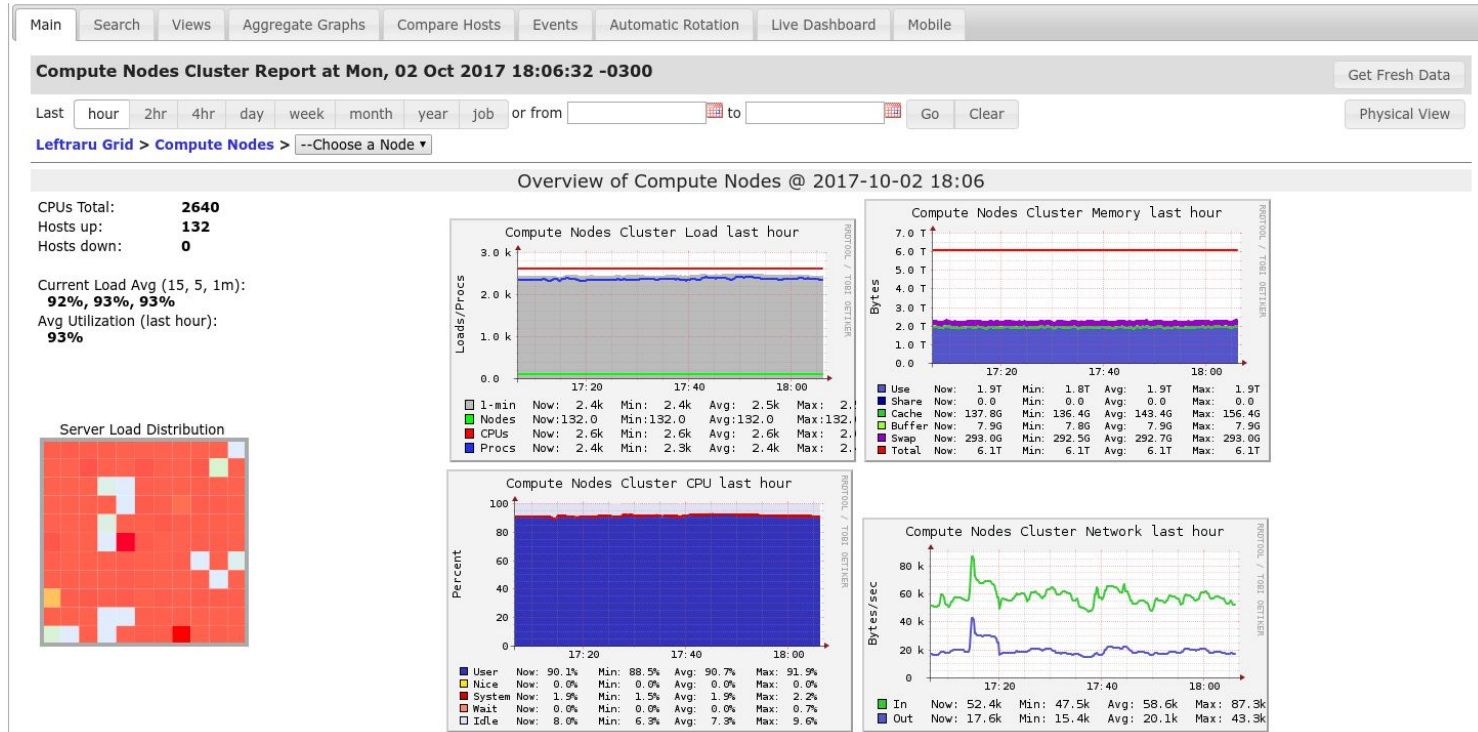 Main Search Views Aggregate Graphs Compare Hosts Events Automatic Rotation Live Dashboard Mobile
Compute Nodes Cluster Report at Mon, 02 Oct 2017 18:06:32 -0300
Get Fresh Data
Last hour 2hr 4hr day week month year job or from to Go Clear
Physical View
Leftraru Grid > Compute Nodes > --Choose a Node
Overview of Compute Nodes @ 2017-10-02 18:06
CPUs Total: 2640
Hosts up: 132
Hosts down: 0
Current Load Avg (15, 5, 1m):
92%, 93%, 93%
Avg Utilization (last hour):
93%
Server Load Distribution
Compute Nodes Cluster Load last hour
RRDTOOL / TOBI OETIKER
Loads/Procs
3.0 k
2.0 k
1.0 k
0.0
17:20 17:40 18:00
1-min Now: 2.4k Min: 2.4k Avg: 2.5k Max: 2.
Nodes Now:132.0 Min:132.0 Avg:132.0 Max:132.
CPUs Now: 2.6k Min: 2.6k Avg: 2.6k Max: 2.
Procs Now: 2.4k Min: 2.3k Avg: 2.4k Max: 2.
Compute Nodes Cluster Memory last hour
RRDTOOL / TOBI OETIKER
Bytes
7.0 T
6.0 T
5.0 T
4.0 T
3.0 T
2.0 T
1.0 T
0.0
17:20 17:40 18:00
Use Now: 1.9T Min: 1.8T Avg: 1.9T Max: 1.9T
Share Now: 0.0 Min: 0.0 Avg: 0.0 Max: 0.0
Cache Now: 137.8G Min: 136.4G Avg: 143.4G Max: 156.4G
Buffer Now: 7.9G Min: 7.8G Avg: 7.9G Max: 7.9G
Swap Now: 293.0G Min: 292.5G Avg: 292.7G Max: 293.0G
Total Now: 6.1T Min: 6.1T Avg: 6.1T Max: 6.1T
Compute Nodes Cluster CPU last hour
RRDTOOL / TOBI OETIKER
Percent
100
80
60
40
20
0
17:20 17:40 18:00
User Now: 90.1% Min: 88.5% Avg: 90.7% Max: 91.9%
Nice Now: 0.0% Min: 0.0% Avg: 0.0% Max: 0.0%
System Now: 1.9% Min: 1.5% Avg: 1.9% Max: 2.2%
Wait Now: 0.0% Min: 0.0% Avg: 0.0% Max: 0.7%
Idle Now: 8.0% Min: 6.3% Avg: 7.3% Max: 9.6%
Compute Nodes Cluster Network last hour
RRDTOOL / TOBI OETIKER
Bytes/sec
80 k
60 k
40 k
20 k
0
17:20 17:40 18:00
In Now: 52.4k Min: 47.5k Avg: 58.6k Max: 87.3k
Out Now: 17.6k Min: 15.4k Avg: 20.1k Max: 43.3k